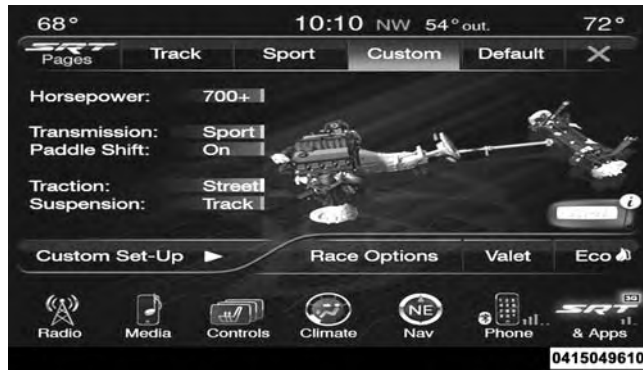 68° 10:10 NW 54° out. 72°
SRT Pages Track Sport Custom Default
Horsepower: 700+
Transmission: Sport
Paddle Shift: On
Traction: Street
Suspension: Track
i
Custom Set-Up Race Options Valet Eco
NE 3G
Radio Media Controls Climate Nav Phone SRT & Apps
0415049610